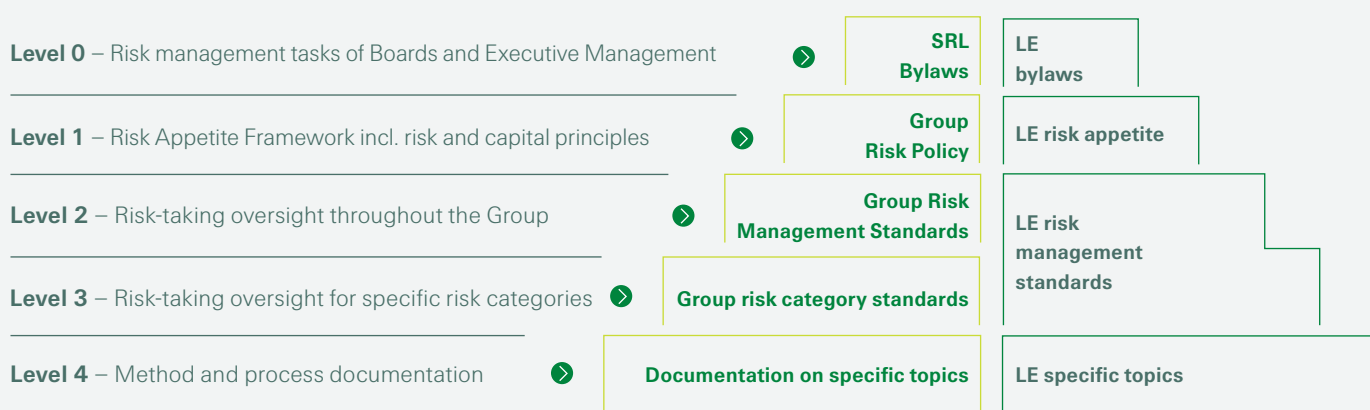 Level 0 – Risk management tasks of Boards and Executive Management
SRL
Bylaws
LE
bylaws
Level 1 – Risk Appetite Framework incl. risk and capital principles
Group
Risk Policy
LE risk appetite
Level 2 – Risk-taking oversight throughout the Group
Group Risk
Management Standards
LE risk
management
standards
Level 3 – Risk-taking oversight for specific risk categories
Group risk category standards
Level 4 – Method and process documentation
Documentation on specific topics
LE specific topics